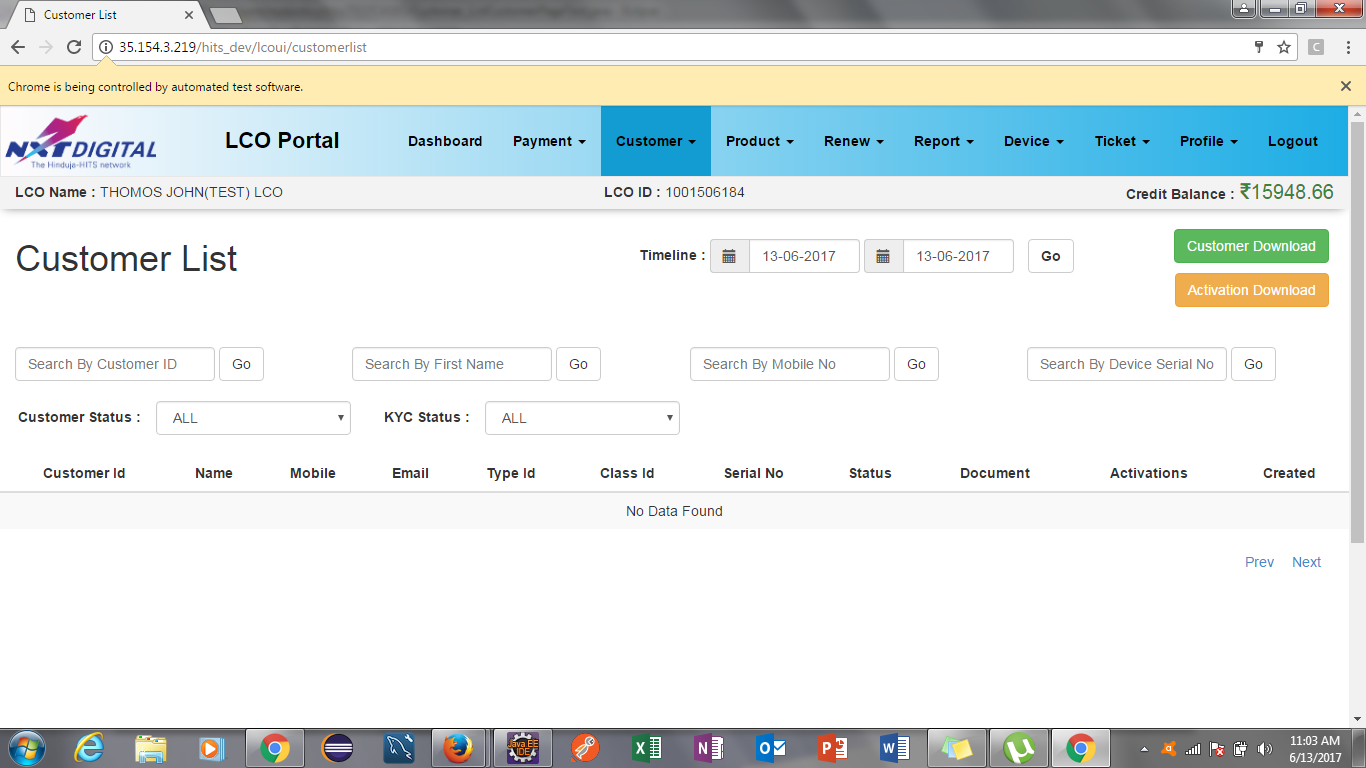 Customer List
35.154.3.219/hits_dev/lcoui/customerlist
C
Chrome is being controlled by automated test software.
NXTDIGITAL
The Hinduja-HITS network
LCO Portal
Dashboard Payment Customer Product Renew Report Device Ticket Profile Logout
LCO Name : THOMOS JOHN(TEST) LCO LCO ID : 1001506184 Credit Balance : ₹15948.66
Customer List
Timeline : 13-06-2017 13-06-2017 Go
Customer Download
Activation Download
Search By Customer ID Go Search By First Name Go Search By Mobile No Go Search By Device Serial No Go
Customer Status : ALL KYC Status : ALL
Customer Id Name Mobile Email Type Id Class Id Serial No Status Document Activations Created
No Data Found
Prev Next
Java EE
IDE
11:03 AM
6/13/2017